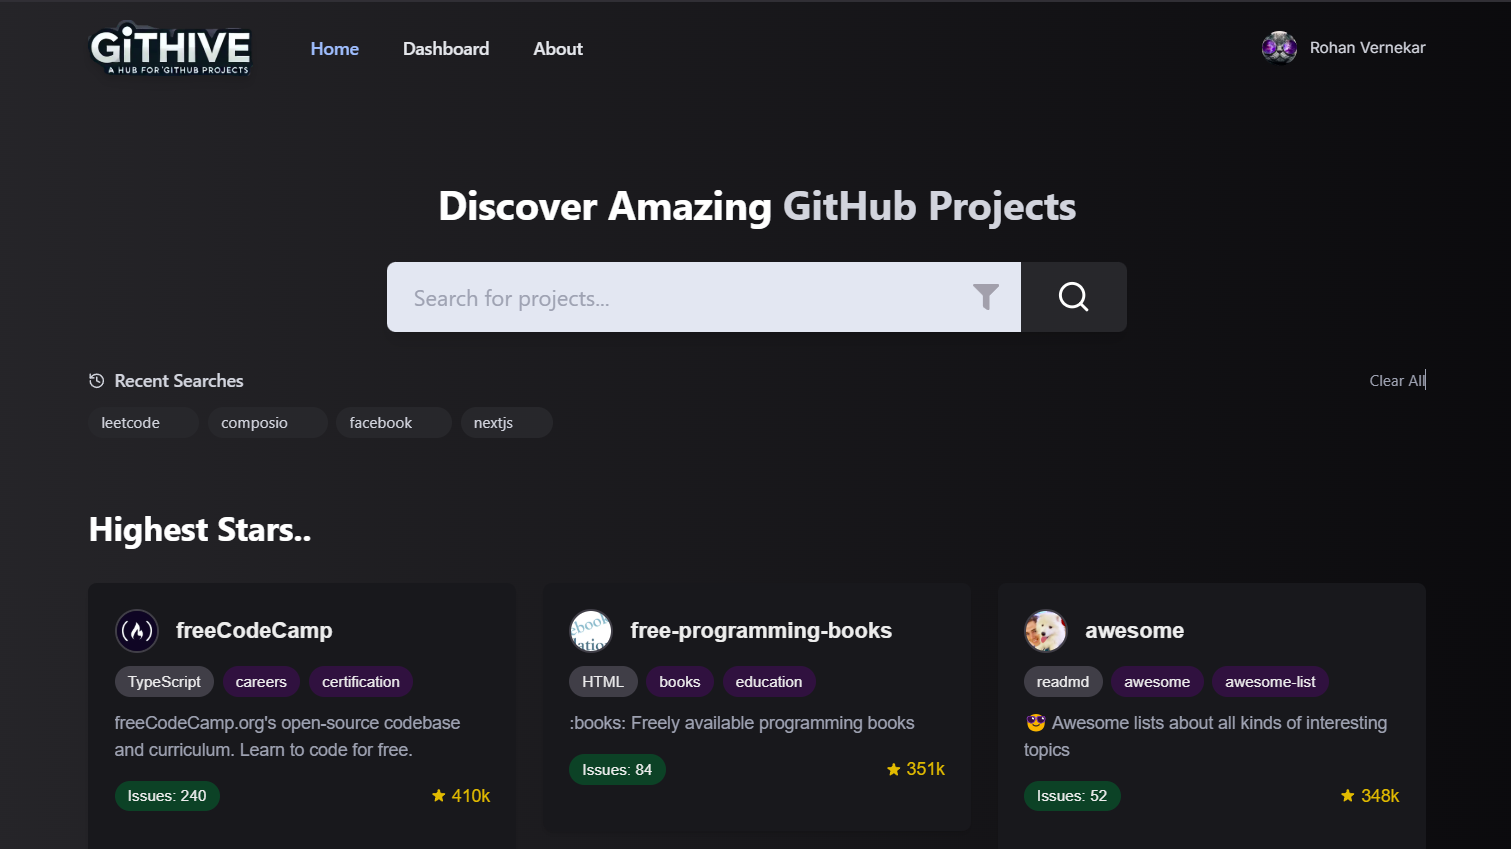 GiTHIVE
A HUB FOR GITHUB PROJECTS
Home Dashboard About
Rohan Vernekar
Discover Amazing GitHub Projects
Search for projects...
Recent Searches
Clear All
leetcode composio facebook nextjs
Highest Stars..
freeCodeCamp
TypeScript careers certification
freeCodeCamp.org's open-source codebase
and curriculum. Learn to code for free.
Issues: 240
410k
free-programming-books
HTML books education
:books: Freely available programming books
Issues: 84
351k
awesome
readmd awesome awesome-list
😎 Awesome lists about all kinds of interesting
topics
Issues: 52
348k